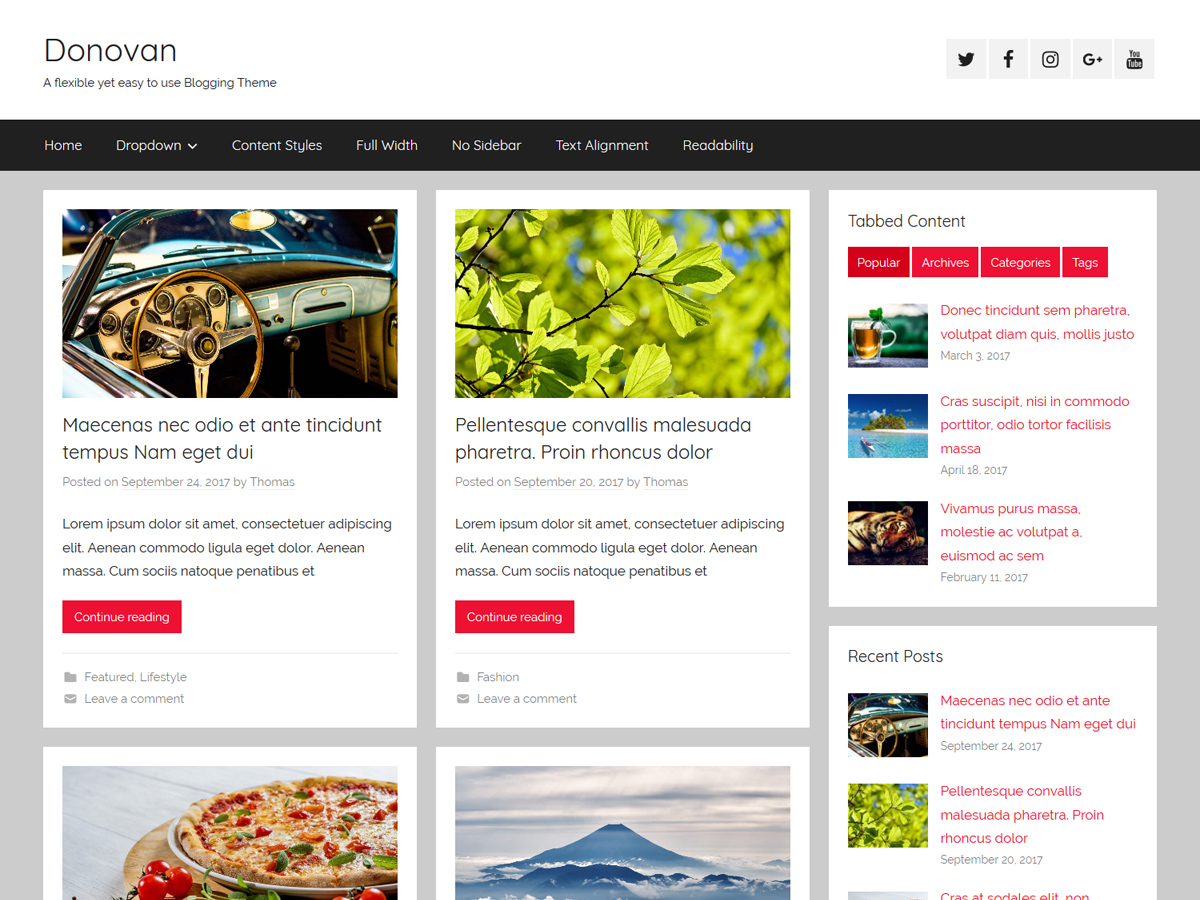 Donovan
A flexible yet easy to use Blogging Theme
You
Tube
Home
Dropdown
Content Styles
Full Width
No Sidebar
Text Alignment
Readability
Maecenas nec odio et ante tincidunt
tempus Nam eget dui
Posted on September 24, 2017 by Thomas
Lorem ipsum dolor sit amet, consectetuer adipiscing
elit. Aenean commodo ligula eget dolor. Aenean
massa. Cum sociis natoque penatibus et
Continue reading
Featured, Lifestyle
Leave a comment
Pellentesque convallis malesuada
pharetra. Proin rhoncus dolor
Posted on September 20, 2017 by Thomas
Lorem ipsum dolor sit amet, consectetuer adipiscing
elit. Aenean commodo ligula eget dolor. Aenean
massa. Cum sociis natoque penatibus et
Continue reading
Fashion
Leave a comment
Tabbed Content
Popular
Archives
Categories
Tags
Donec tincidunt sem pharetra,
volutpat diam quis, mollis justo
March 3, 2017
Cras suscipit, nisi in commodo
porttitor, odio tortor facilisis
massa
April 18, 2017
Vivamus purus massa,
molestie ac volutpat a,
euismod ac sem
February 11, 2017
Recent Posts
Maecenas nec odio et ante
tincidunt tempus Nam eget dui
September 24, 2017
Pellentesque convallis
malesuada pharetra. Proin
rhoncus dolor
September 20, 2017
Cras at sodales elit, non